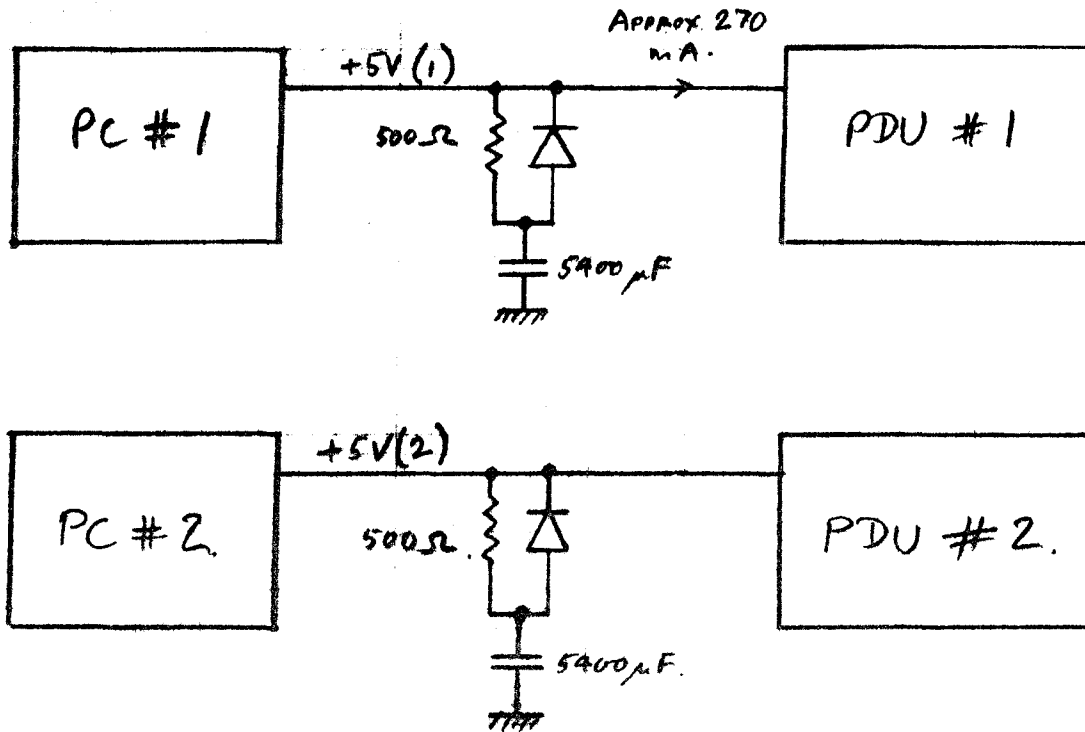 Approx. 270
mA.
+5V(1)
PC #1
500Ω
PDU #1
5400μF
+5V(2)
PC #2.
500Ω.
PDU #2.
5400μF.